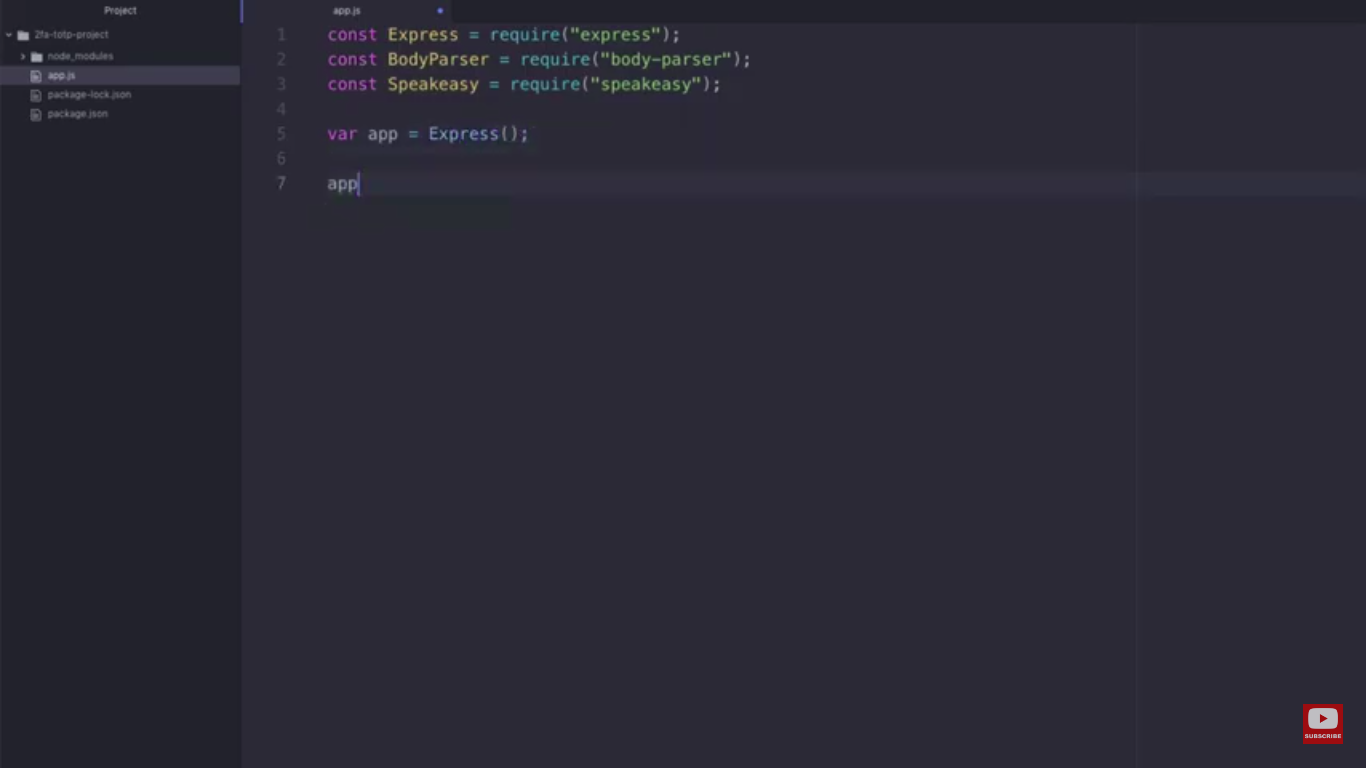 Project
2fa-totp-project
node_modules
app.js
package-lock.json
package.json
app.js
1 const Express = require("express");
2 const BodyParser = require("body-parser");
3 const Speakeasy = require("speakeasy");
4
5 var app = Express();
6
7 app
SUBSCRIBE